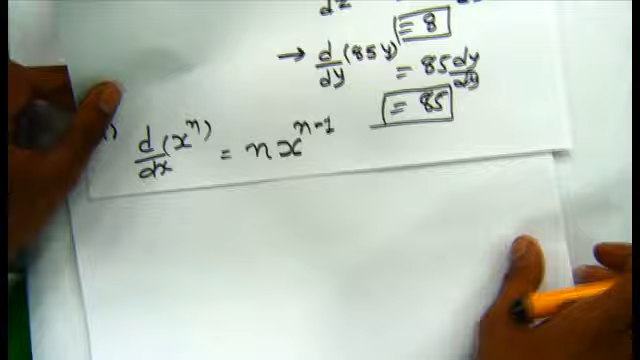 = 8
→ d/dy (85y) = 85 dy/dy
= 85
d/dx (x^n) = n x^(n-1)